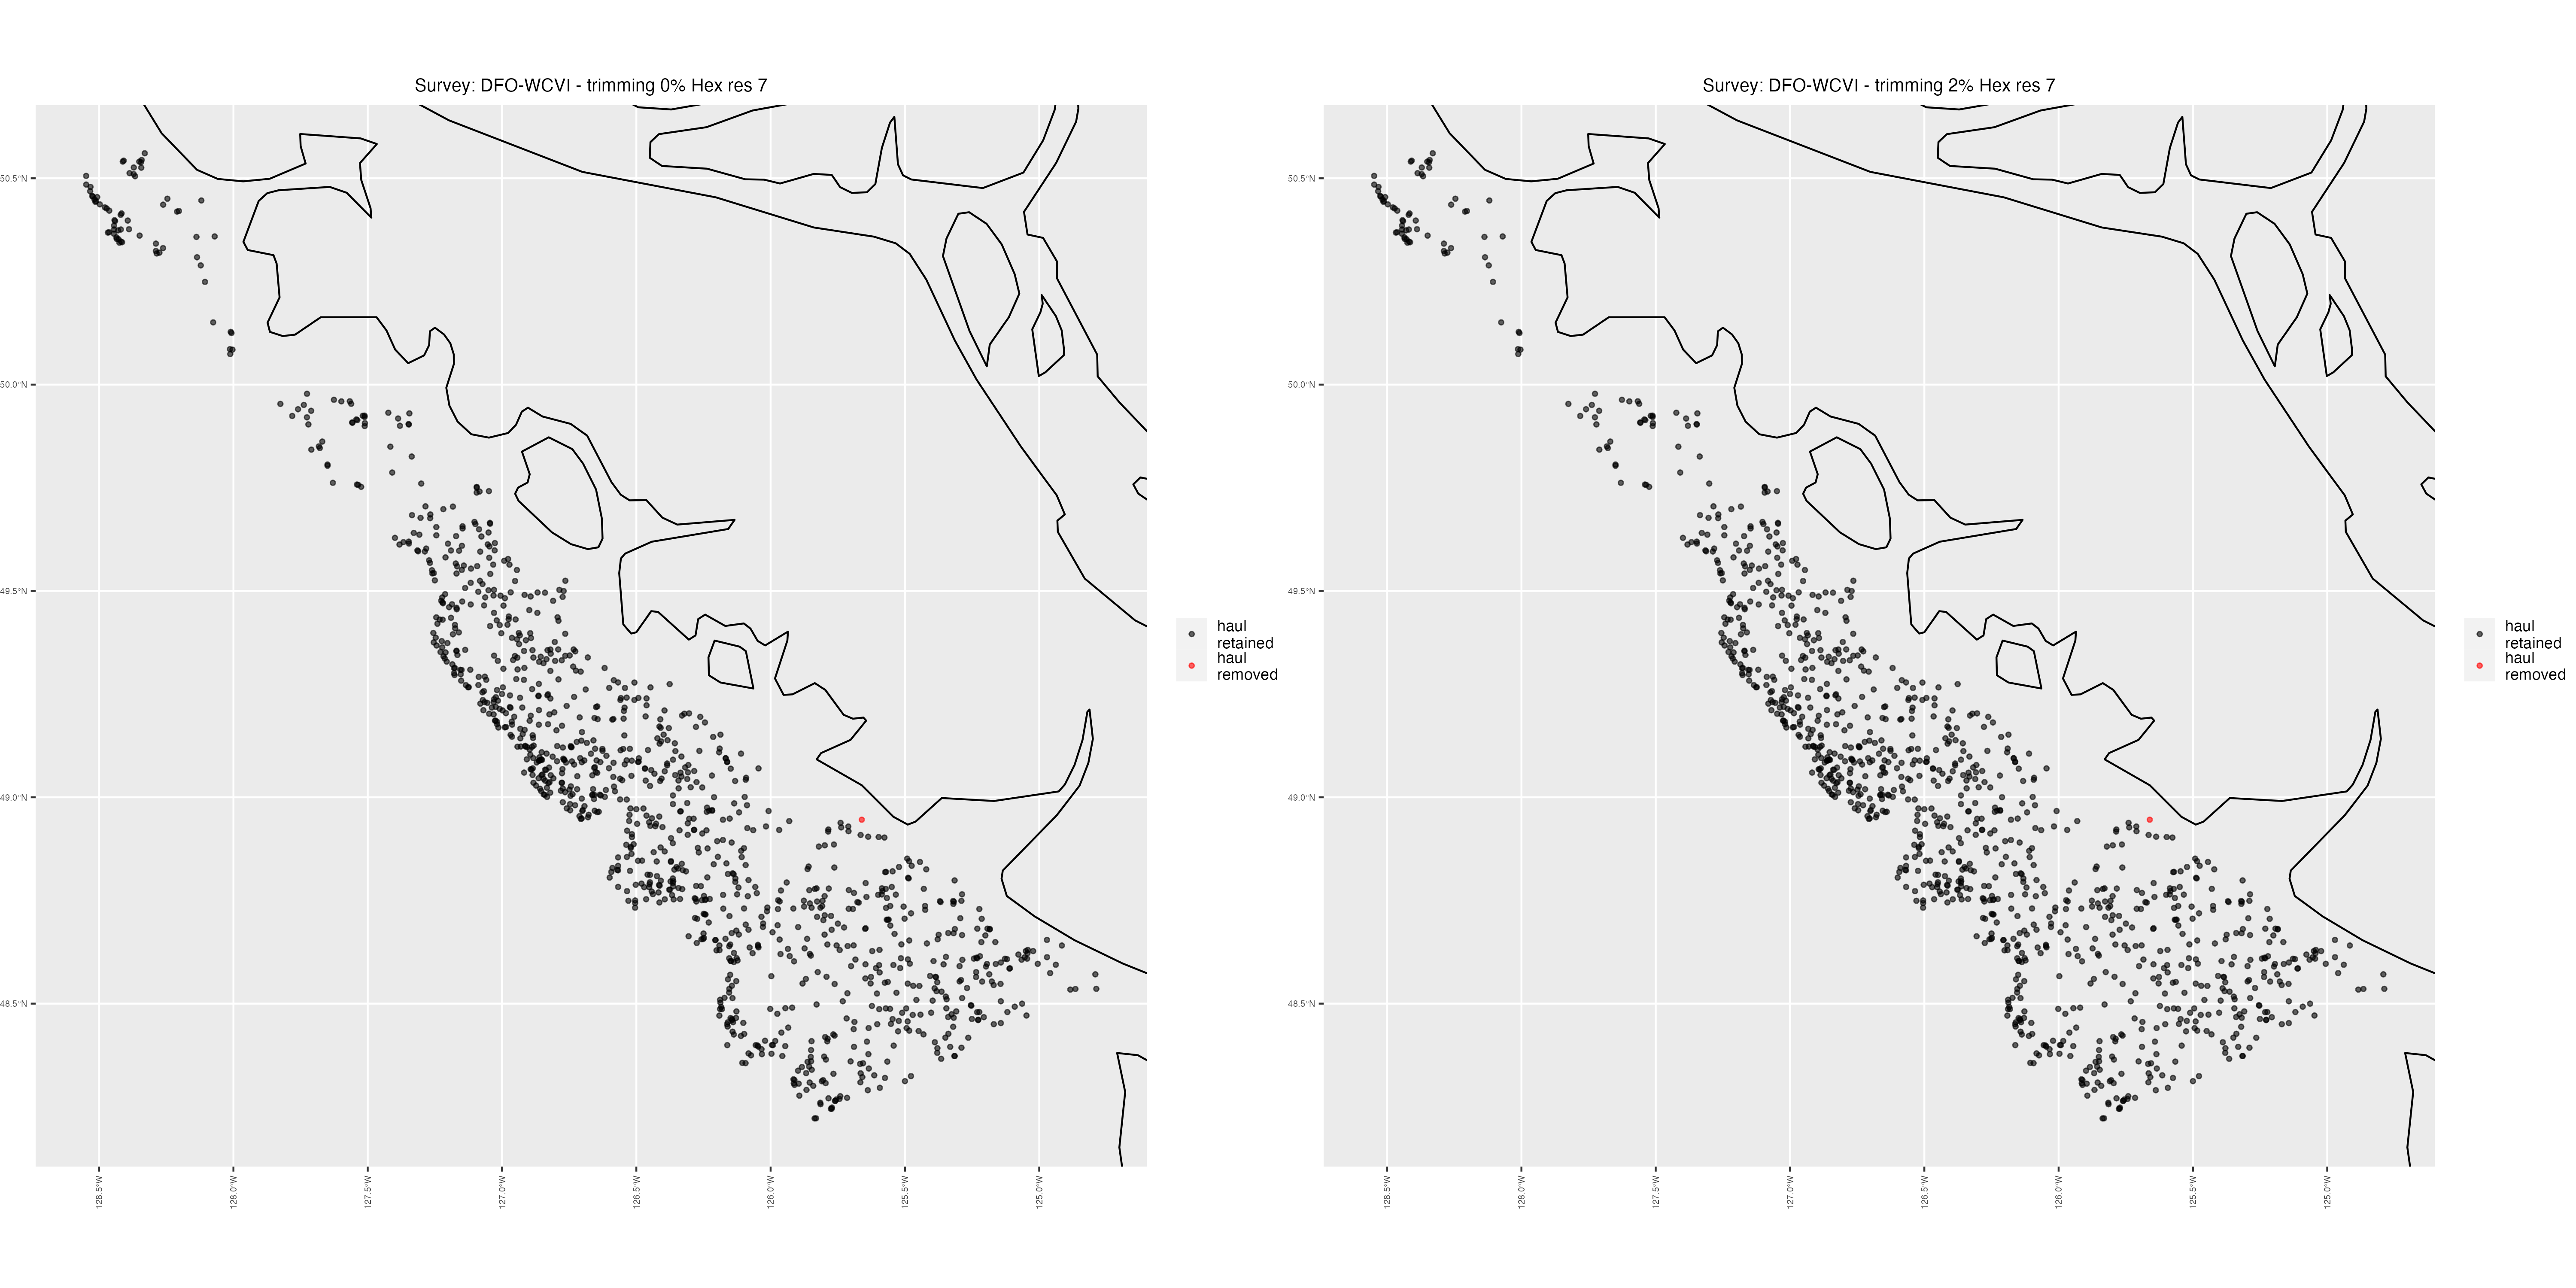 Survey: DFO-WCVI - trimming 0% Hex res 7
50.5°N
50.0°N
49.5°N
49.0°N
48.5°N
128.5°W
128.0°W
127.5°W
127.0°W
126.5°W
126.0°W
125.5°W
125.0°W
haul
retained
haul
removed
Survey: DFO-WCVI - trimming 2% Hex res 7
50.5°N
50.0°N
49.5°N
49.0°N
48.5°N
128.5°W
128.0°W
127.5°W
127.0°W
126.5°W
126.0°W
125.5°W
125.0°W
haul
retained
haul
removed